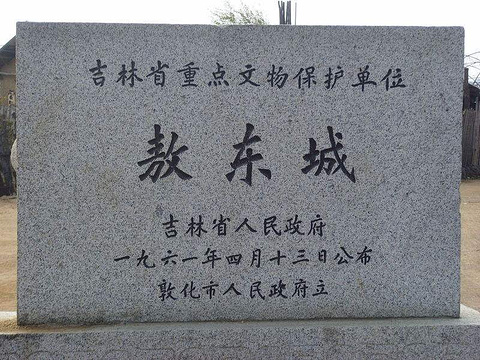 吉林省重点文物保护单位
敖东城
吉林省人民政府
一九六一年四月十三日公布
敦化市人民政府立